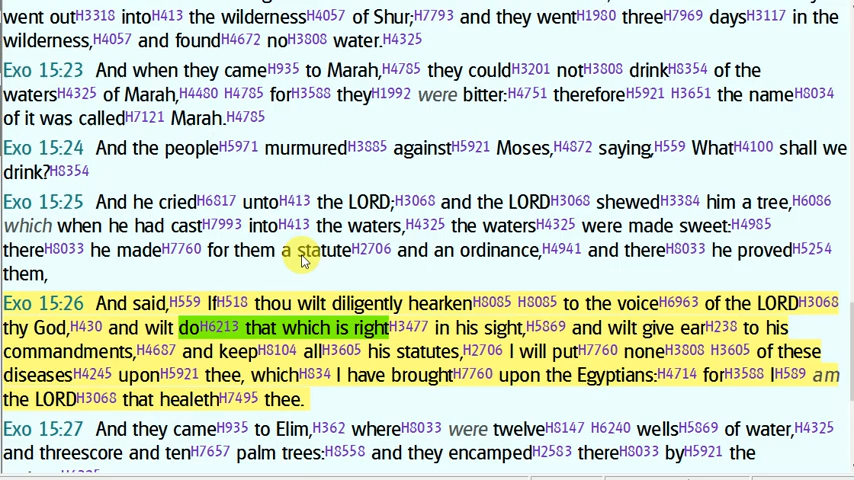 went outH3318 intoH413 the wildernessH4057 of Shur;H7793 and they wentH1980 threeH7969 daysH3117 in the
wilderness,H4057 and foundH4672 noH3808 water.H4325
Exo 15:23 And when they cameH935 to Marah,H4785 they couldH3201 notH3808 drinkH8354 of the
watersH4325 of Marah,H4480 H4785 forH3588 theyH1992 were bitter:H4751 thereforeH5921 H3651 the nameH8034
of it was calledH7121 Marah.H4785
Exo 15:24 And the peopleH5971 murmuredH3885 againstH5921 Moses,H4872 saying,H559 WhatH4100 shall we
drink?H8354
Exo 15:25 And he criedH6817 untoH413 the LORD;H3068 and the LORDH3068 shewedH3384 him a tree,H6086
which when he had castH7993 intoH413 the waters,H4325 the watersH4325 were made sweet:H4985
thereH8033 he madeH7760 for them a statuteH2706 and an ordinance,H4941 and thereH8033 he provedH5254
them,
Exo 15:26 And said,H559 IfH518 thou wilt diligently hearkenH8085 H8085 to the voiceH6963 of the LORDH3068
thy God,H430 and wilt doH6213 that which is rightH3477 in his sight,H5869 and wilt give earH238 to his
commandments,H4687 and keepH8104 allH3605 his statutes,H2706 I will putH7760 noneH3808 H3605 of these
diseasesH4245 uponH5921 thee, whichH834 I have broughtH7760 upon the Egyptians:H4714 forH3588 IH589 am
the LORDH3068 that healethH7495 thee.
Exo 15:27 And they cameH935 to Elim,H362 whereH8033 were twelveH8147 H6240 wellsH5869 of water,H4325
and threescore and tenH7657 palm trees:H8558 and they encampedH2583 thereH8033 byH5921 the